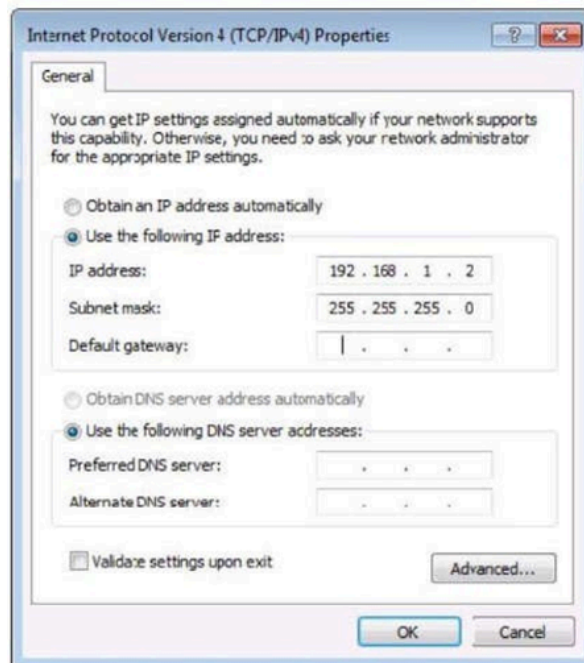 Internet Protocol Version 4 (TCP/IPv4) Properties
General
You can get IP settings assigned automatically if your network supports
this capability. Otherwise, you need to ask your network administrator
for the appropriate IP settings.
Obtain an IP address automatically
Use the following IP address:
IP address: 192 . 168 . 1 . 2
Subnet mask: 255 . 255 . 255 . 0
Default gateway: . . .
Obtain DNS server address automatically
Use the following DNS server addresses:
Preferred DNS server: . . .
Alternate DNS server: . . .
Validate settings upon exit
Advanced...
OK Cancel